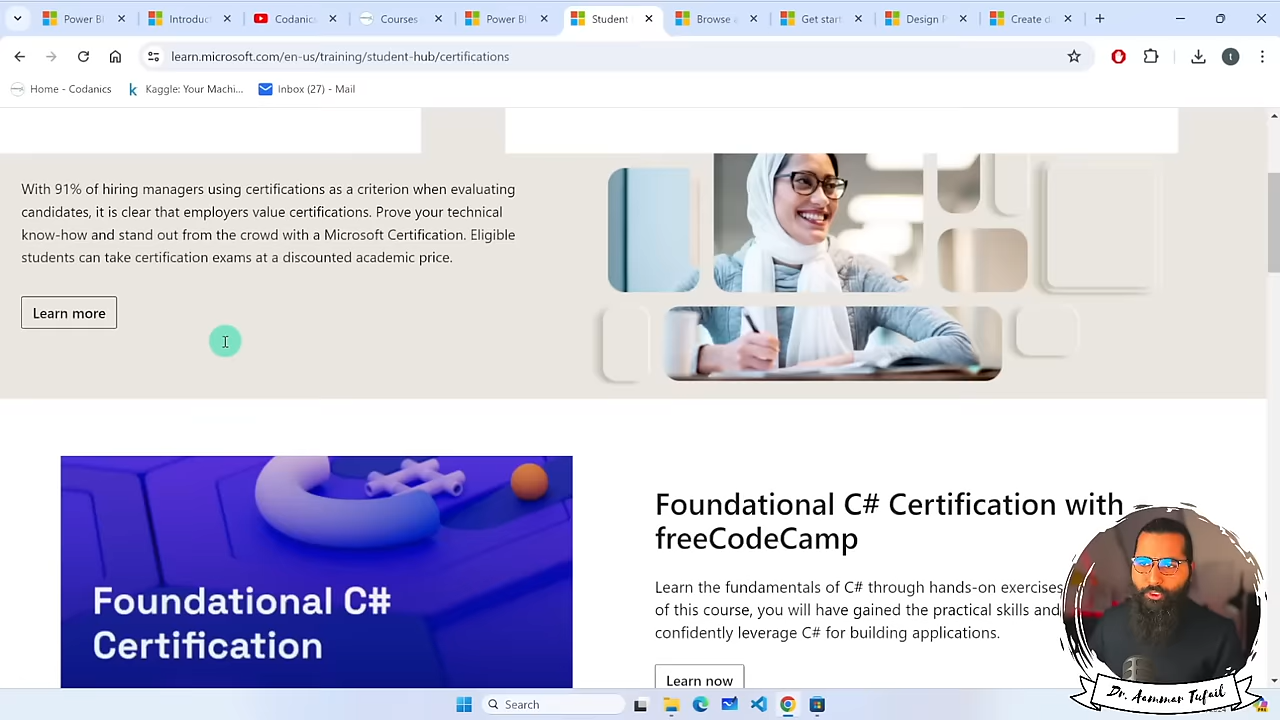 Power BI
Introduc
Codanic
Courses
Power BI
Student
Browse
Get start
Design P
Create d
learn.microsoft.com/en-us/training/student-hub/certifications
t
Home - Codanics
Kaggle: Your Machi...
Inbox (27) - Mail
With 91% of hiring managers using certifications as a criterion when evaluating
candidates, it is clear that employers value certifications. Prove your technical
know-how and stand out from the crowd with a Microsoft Certification. Eligible
students can take certification exams at a discounted academic price.
Learn more
Foundational C#
Certification
Foundational C# Certification with
freeCodeCamp
Learn the fundamentals of C# through hands-on exercises
of this course, you will have gained the practical skills and
confidently leverage C# for building applications.
Learn now
Dr. Aammar Tufail
Search